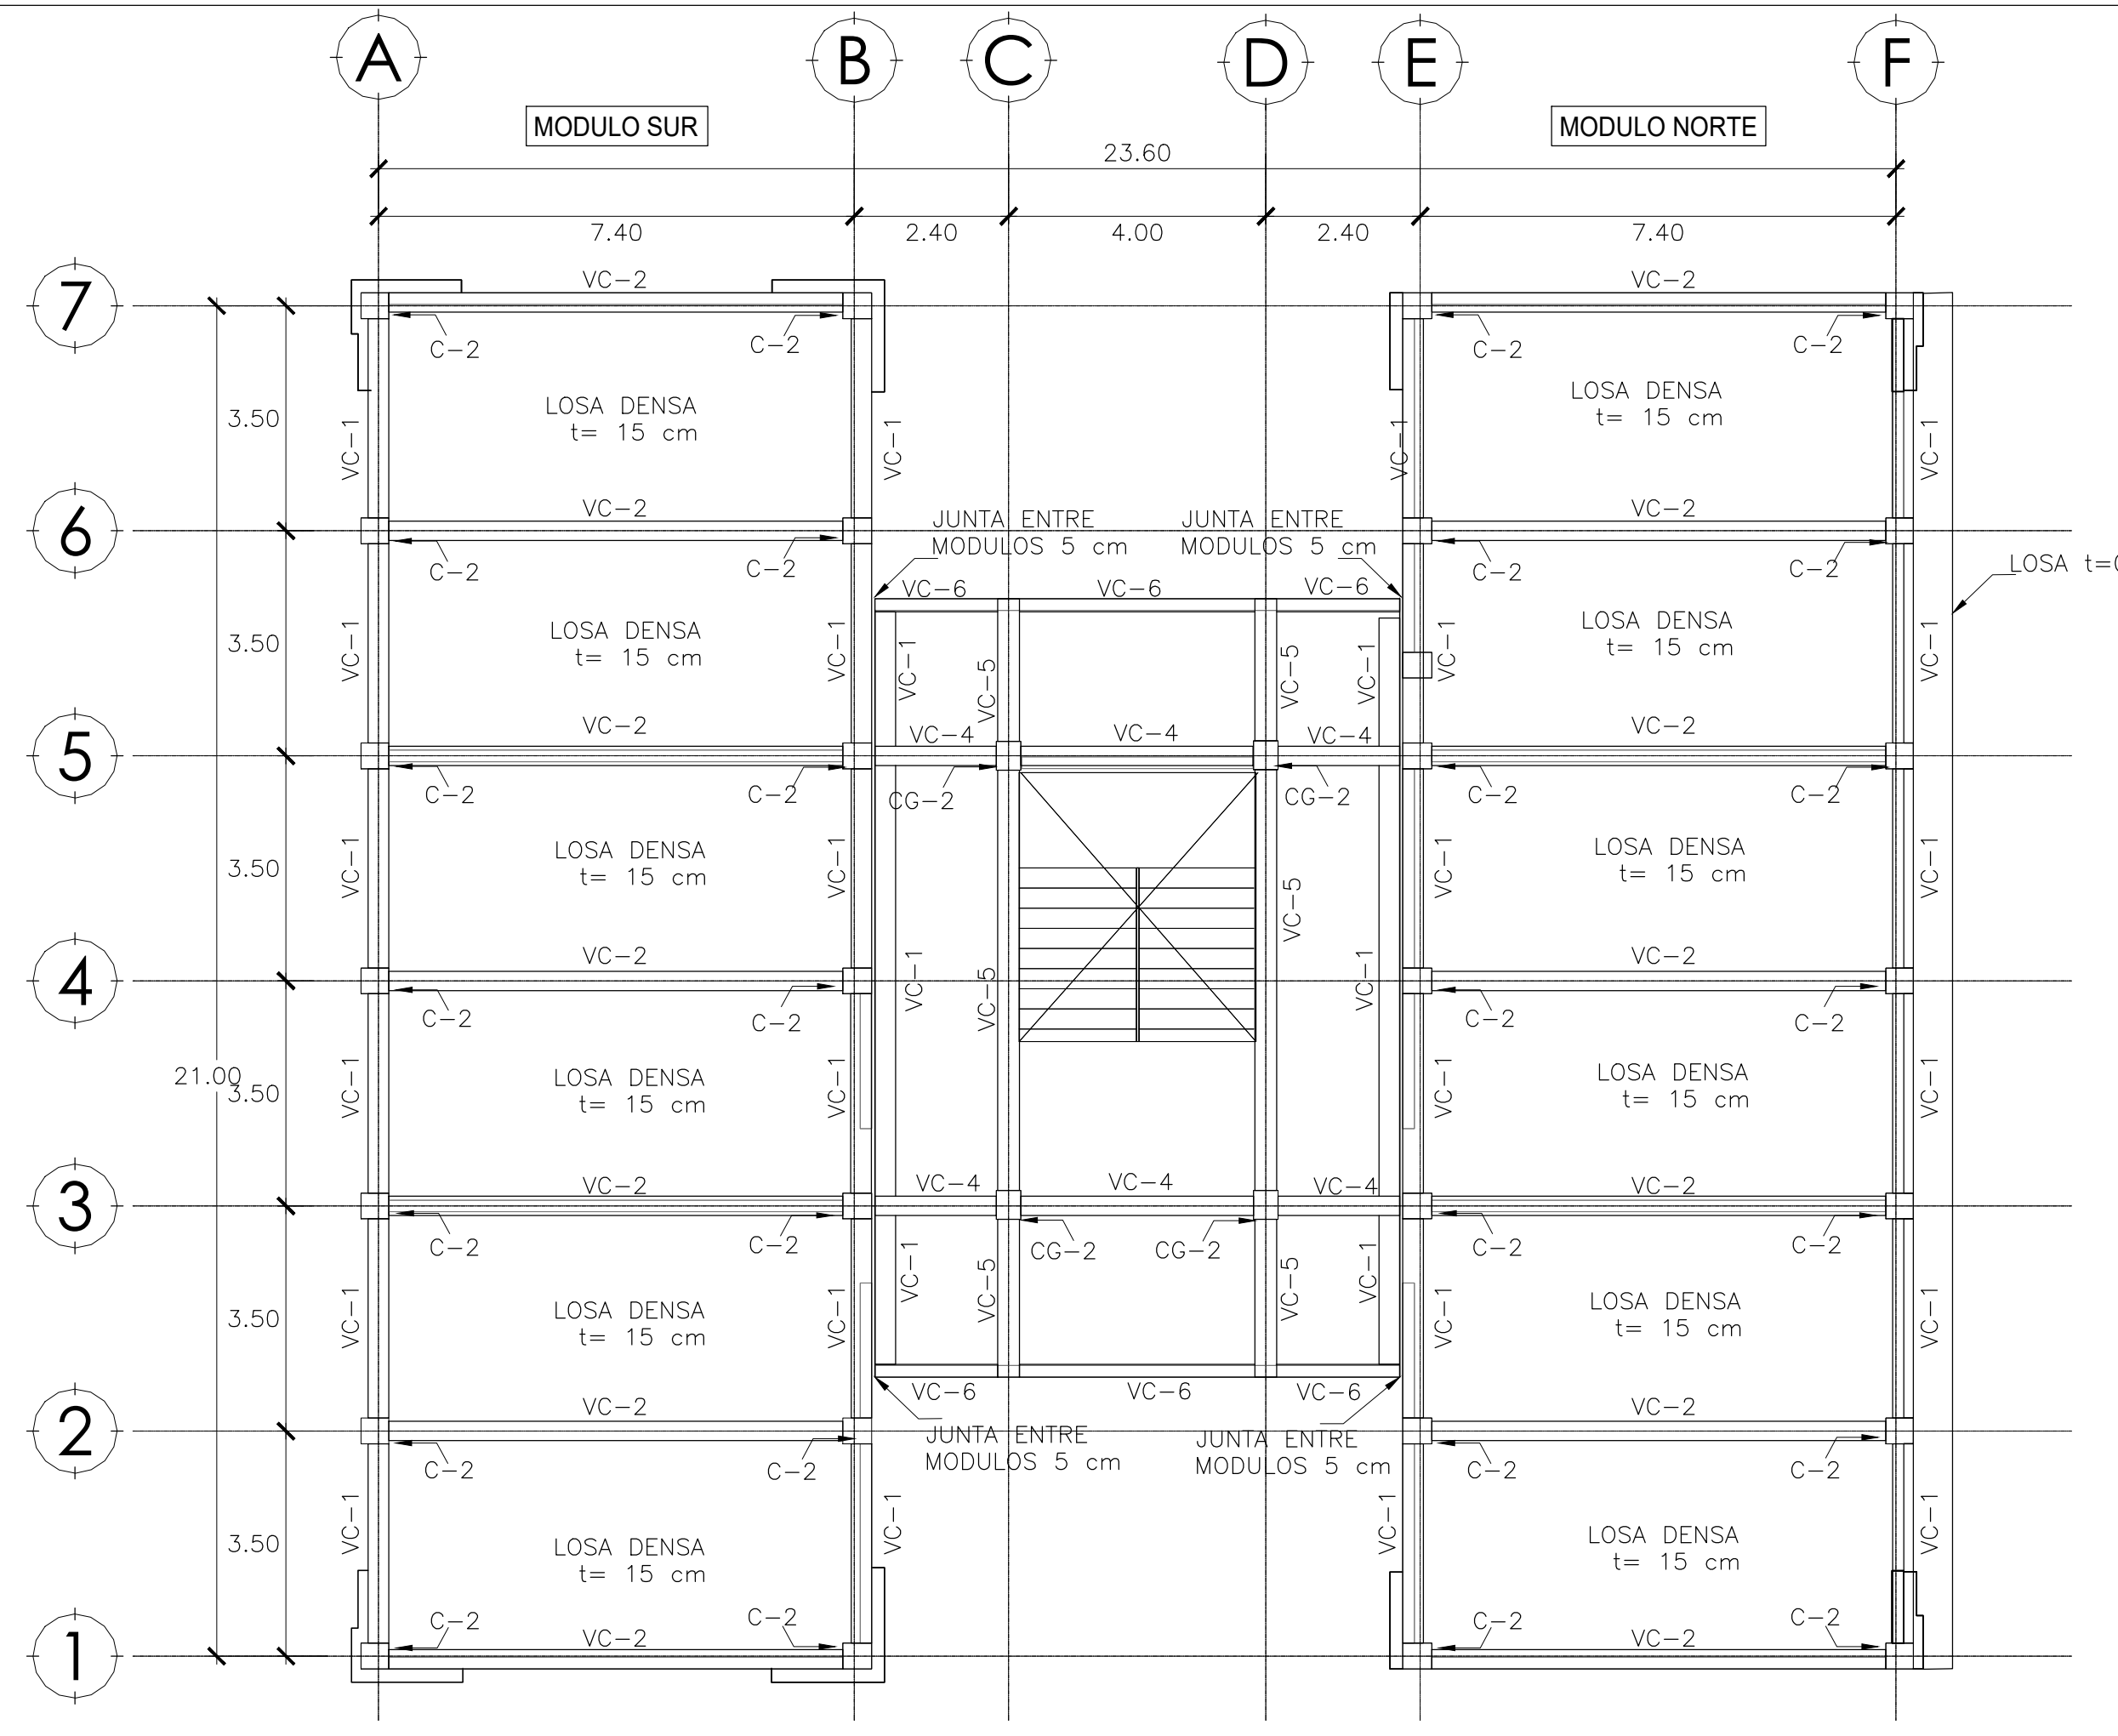 A B C D E F
MODULO SUR MODULO NORTE
23.60
7.40 2.40 4.00 2.40 7.40
7 VC-2 VC-2
C-2 C-2 C-2 C-2
3.50
LOSA DENSA
t= 15 cm
LOSA DENSA
t= 15 cm
VC-1 VC-1 VC-1 VC-1
6 VC-2 VC-2
JUNTA ENTRE
MODULOS 5 cm
JUNTA ENTRE
MODULOS 5 cm
C-2 C-2 C-2 C-2
LOSA t=
VC-6 VC-6 VC-6
3.50
LOSA DENSA
t= 15 cm
LOSA DENSA
t= 15 cm
VC-1 VC-1 VC-1 VC-5 VC-5 VC-1 VC-1 VC-1
5 VC-2 VC-4 VC-4 VC-4 VC-2
C-2 C-2 CG-2 CG-2 C-2 C-2
3.50
LOSA DENSA
t= 15 cm
LOSA DENSA
t= 15 cm
VC-1 VC-1 VC-5 VC-1 VC-1
4 VC-2 VC-1 VC-5 VC-1 VC-2
C-2 C-2 C-2 C-2
21.00
3.50
LOSA DENSA
t= 15 cm
LOSA DENSA
t= 15 cm
VC-1 VC-1 VC-1 VC-1
3 VC-2 VC-4 VC-4 VC-4 VC-2
C-2 C-2 CG-2 CG-2 C-2 C-2
3.50
LOSA DENSA
t= 15 cm
LOSA DENSA
t= 15 cm
VC-1 VC-1 VC-1 VC-5 VC-5 VC-1 VC-1 VC-1
VC-6 VC-6 VC-6
2 VC-2 VC-2
JUNTA ENTRE
MODULOS 5 cm
JUNTA ENTRE
MODULOS 5 cm
C-2 C-2 C-2 C-2
3.50
VC-1 VC-1 VC-1 VC-1
LOSA DENSA
t= 15 cm
LOSA DENSA
t= 15 cm
C-2 C-2 C-2 C-2
1 VC-2 VC-2